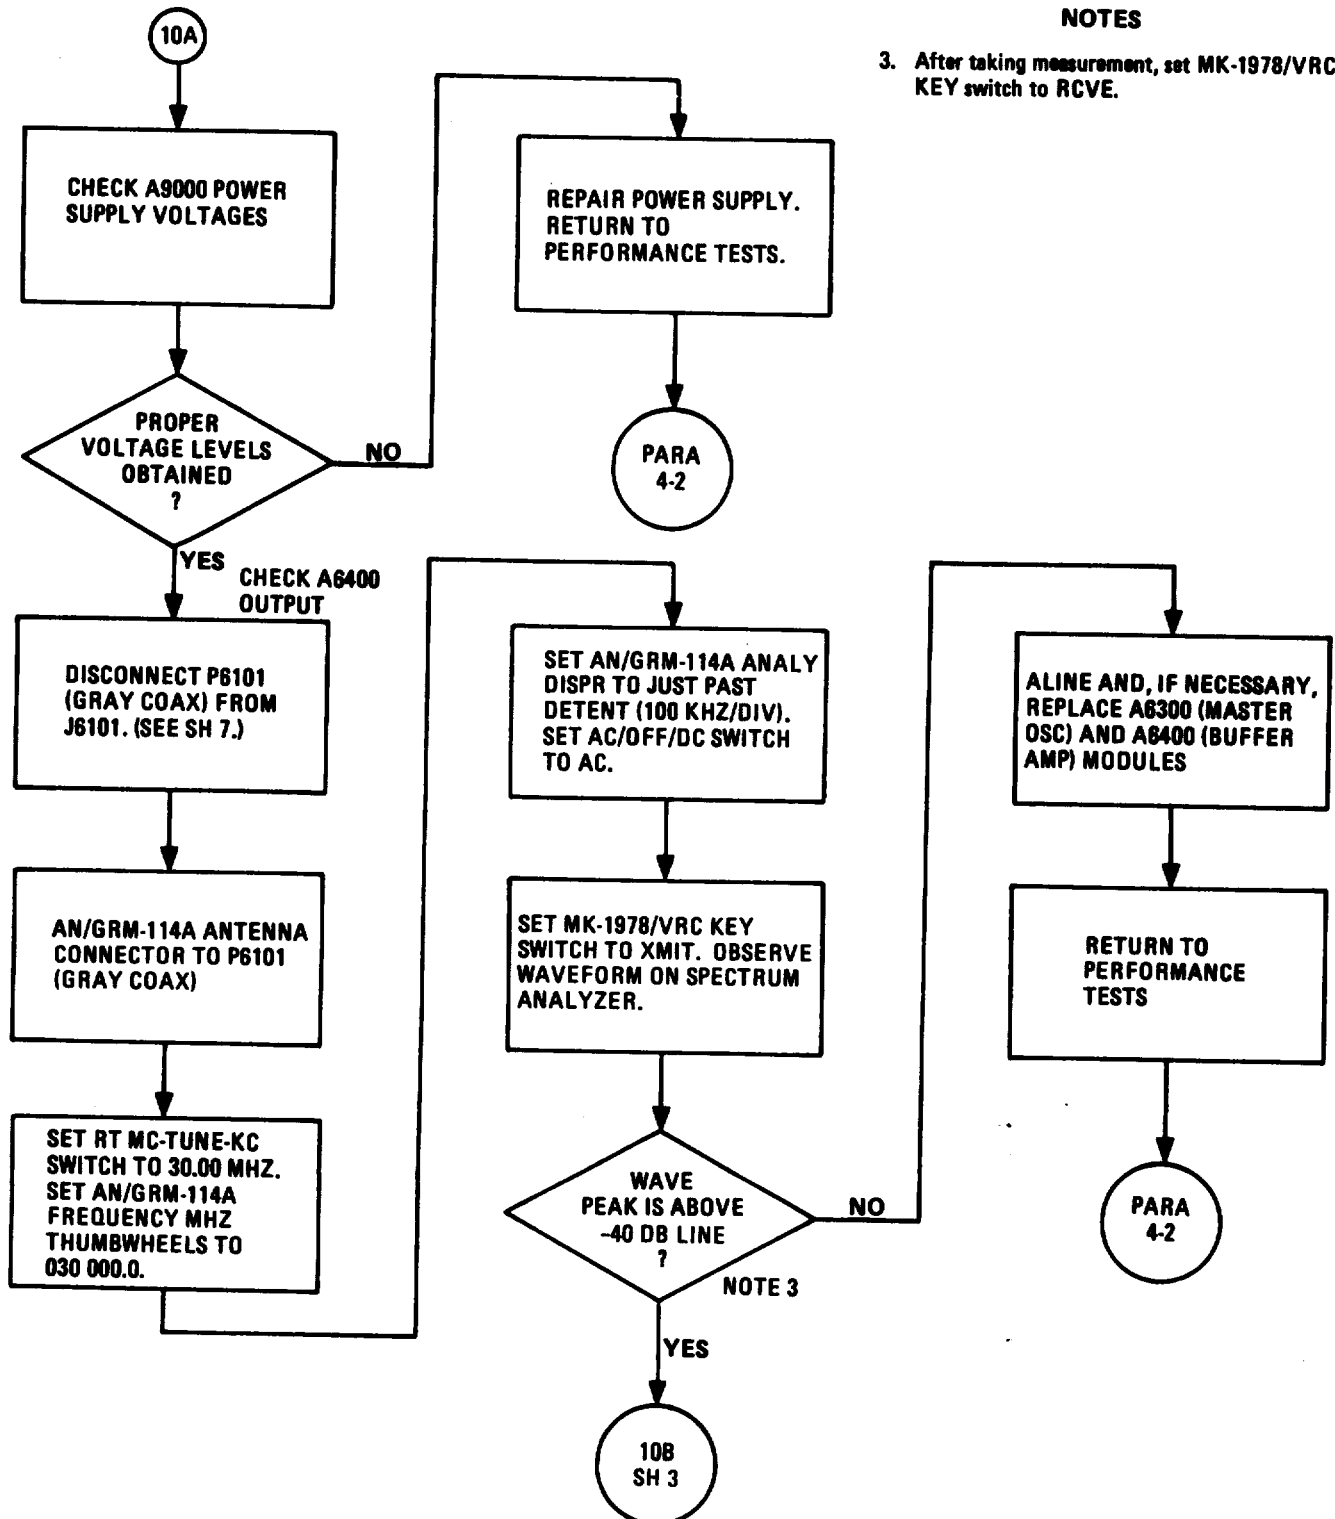 10A
NOTES
3. After taking measurement, set MK-1978/VRC
KEY switch to RCVE.
CHECK A9000 POWER
SUPPLY VOLTAGES
REPAIR POWER SUPPLY.
RETURN TO
PERFORMANCE TESTS.
PROPER
VOLTAGE LEVELS
OBTAINED
?
NO
PARA
4-2
YES
CHECK A6400
OUTPUT
DISCONNECT P6101
(GRAY COAX) FROM
J6101. (SEE SH 7.)
AN/GRM-114A ANTENNA
CONNECTOR TO P6101
(GRAY COAX)
SET RT MC-TUNE-KC
SWITCH TO 30.00 MHZ.
SET AN/GRM-114A
FREQUENCY MHZ
THUMBWHEELS TO
030 000.0.
SET AN/GRM-114A ANALY
DISPR TO JUST PAST
DETENT (100 KHZ/DIV).
SET AC/OFF/DC SWITCH
TO AC.
SET MK-1978/VRC KEY
SWITCH TO XMIT. OBSERVE
WAVEFORM ON SPECTRUM
ANALYZER.
WAVE
PEAK IS ABOVE
-40 DB LINE
?
NO
NOTE 3
YES
10B
SH 3
ALINE AND, IF NECESSARY,
REPLACE A6300 (MASTER
OSC) AND A6400 (BUFFER
AMP) MODULES
RETURN TO
PERFORMANCE
TESTS
PARA
4-2